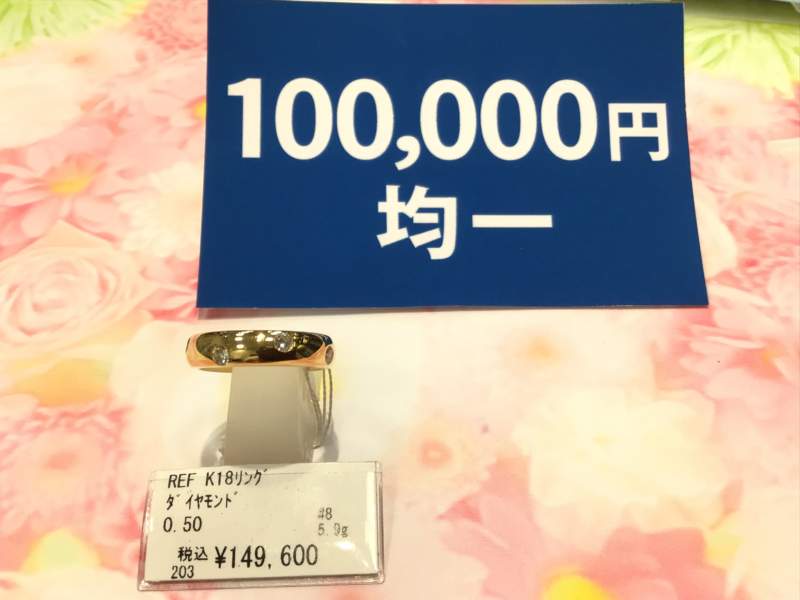 100,000円
均一
REF K18ﾘﾝｸﾞ
ﾀﾞｲﾔﾓﾝﾄﾞ
0.50 #8
5.9g
税込 ¥149,600
203